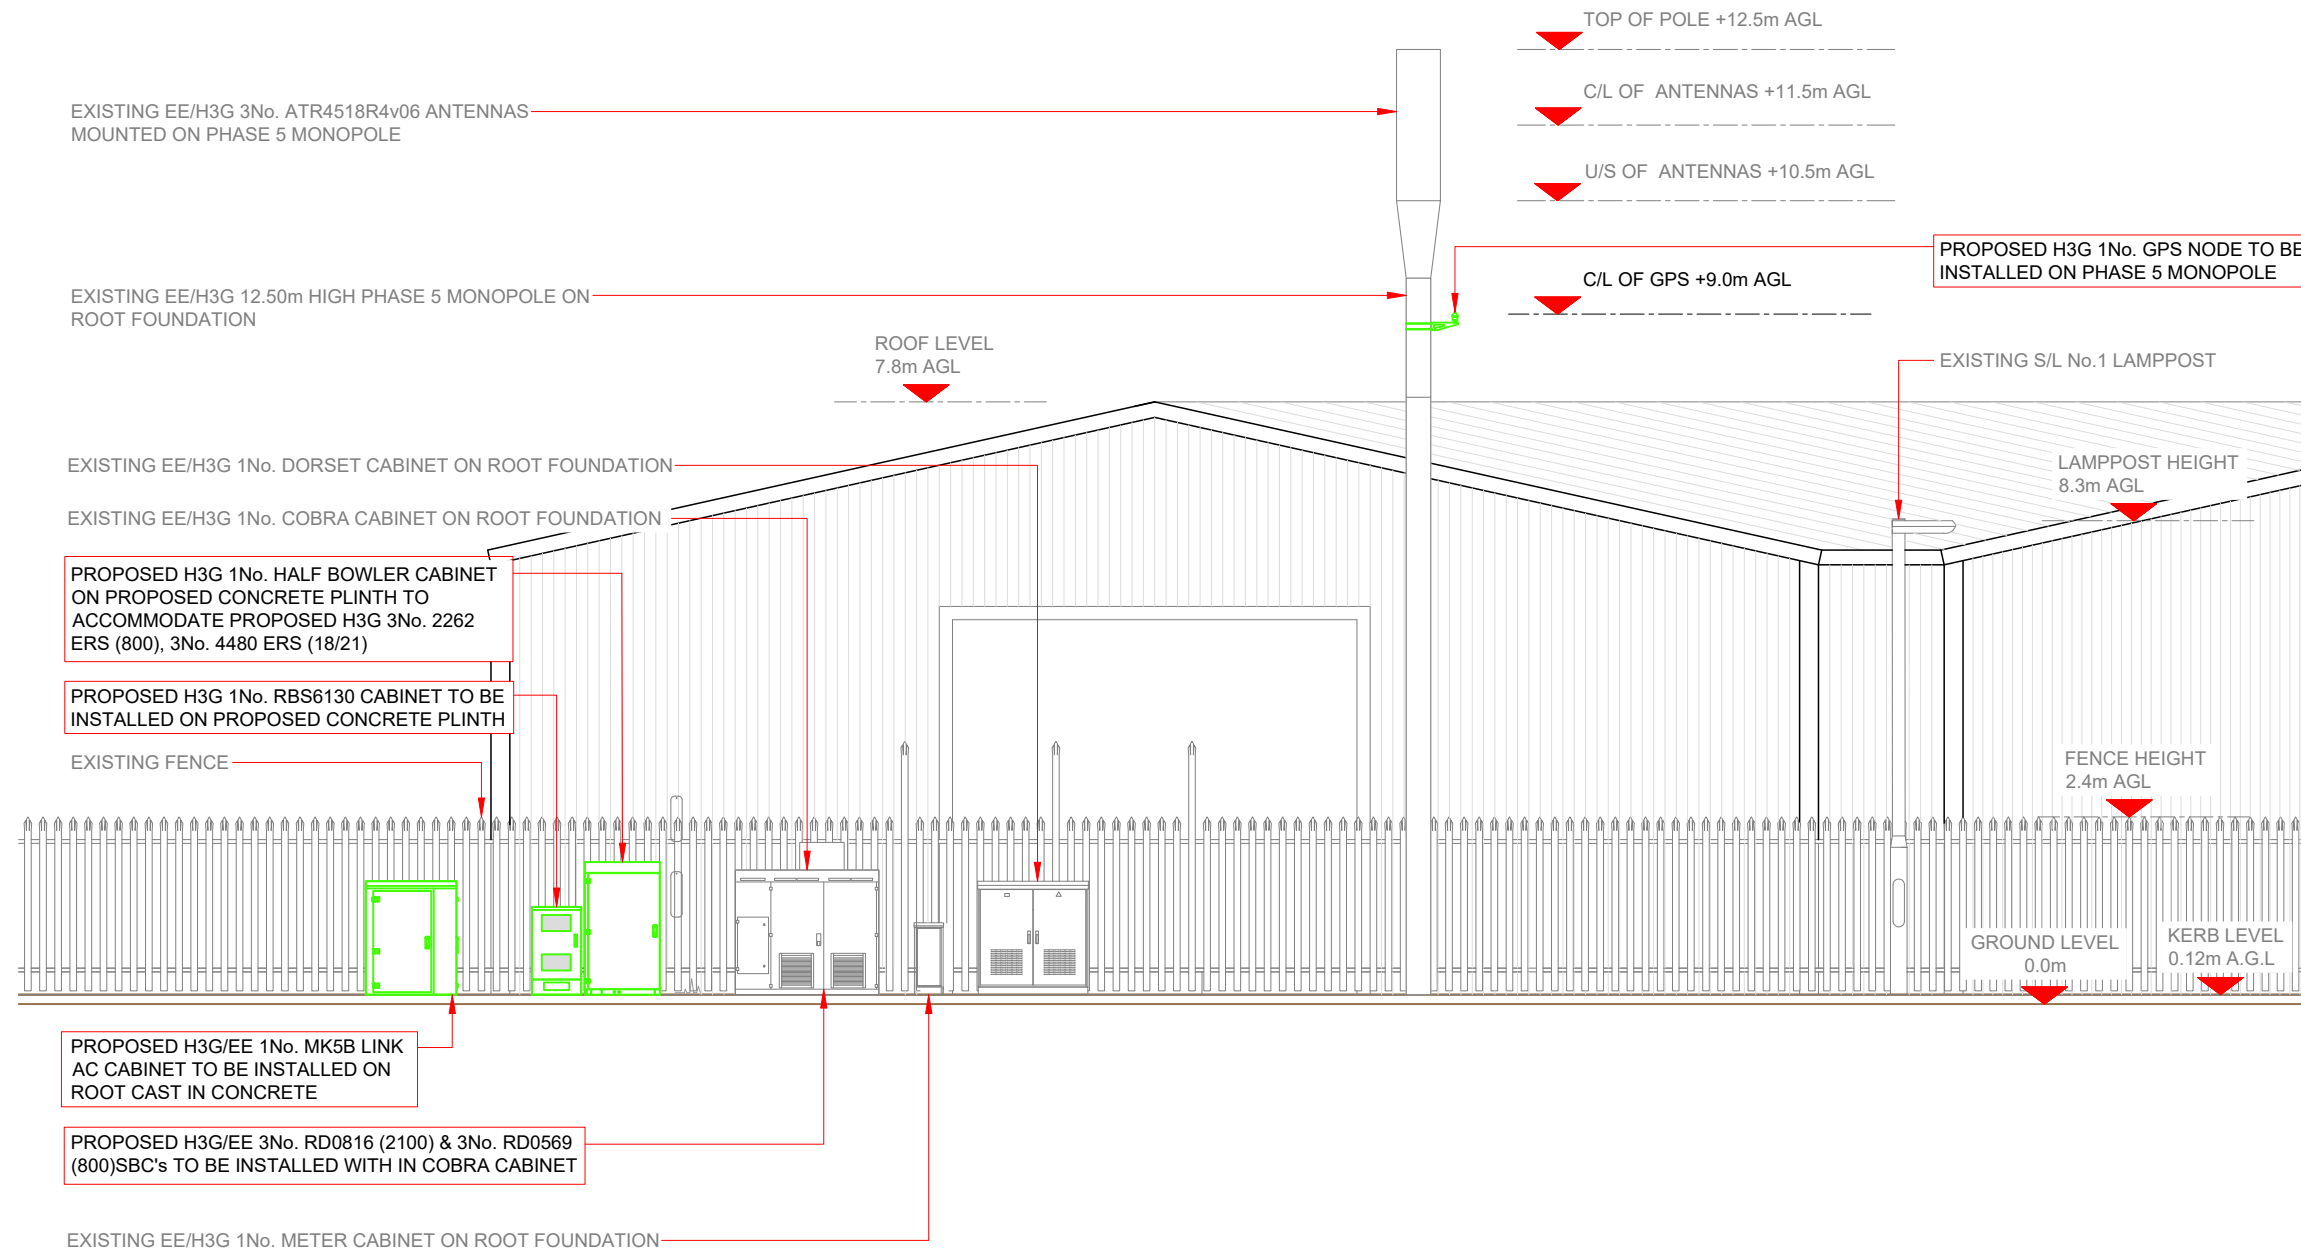 TOP OF POLE +12.5m AGL
C/L OF  ANTENNAS +11.5m AGL
EXISTING EE/H3G 3No. ATR4518R4v06 ANTENNAS
MOUNTED ON PHASE 5 MONOPOLE
U/S OF  ANTENNAS +10.5m AGL
PROPOSED H3G 1No. GPS NODE TO BE
INSTALLED ON PHASE 5 MONOPOLE
C/L OF GPS +9.0m AGL
EXISTING EE/H3G 12.50m HIGH PHASE 5 MONOPOLE ON
ROOT FOUNDATION
ROOF LEVEL
7.8m AGL
EXISTING S/L No.1 LAMPPOST
EXISTING EE/H3G 1No. DORSET CABINET ON ROOT FOUNDATION
LAMPPOST HEIGHT
8.3m AGL
EXISTING EE/H3G 1No. COBRA CABINET ON ROOT FOUNDATION
PROPOSED H3G 1No. HALF BOWLER CABINET
ON PROPOSED CONCRETE PLINTH TO
ACCOMMODATE PROPOSED H3G 3No. 2262
ERS (800), 3No. 4480 ERS (18/21)
PROPOSED H3G 1No. RBS6130 CABINET TO BE
INSTALLED ON PROPOSED CONCRETE PLINTH
EXISTING FENCE
FENCE HEIGHT
2.4m AGL
GROUND LEVEL
0.0m
KERB LEVEL
0.12m A.G.L
PROPOSED H3G/EE 1No. MK5B LINK
AC CABINET TO BE INSTALLED ON
ROOT CAST IN CONCRETE
PROPOSED H3G/EE 3No. RD0816 (2100) & 3No. RD0569
(800)SBC's TO BE INSTALLED WITH IN COBRA CABINET
EXISTING EE/H3G 1No. METER CABINET ON ROOT FOUNDATION